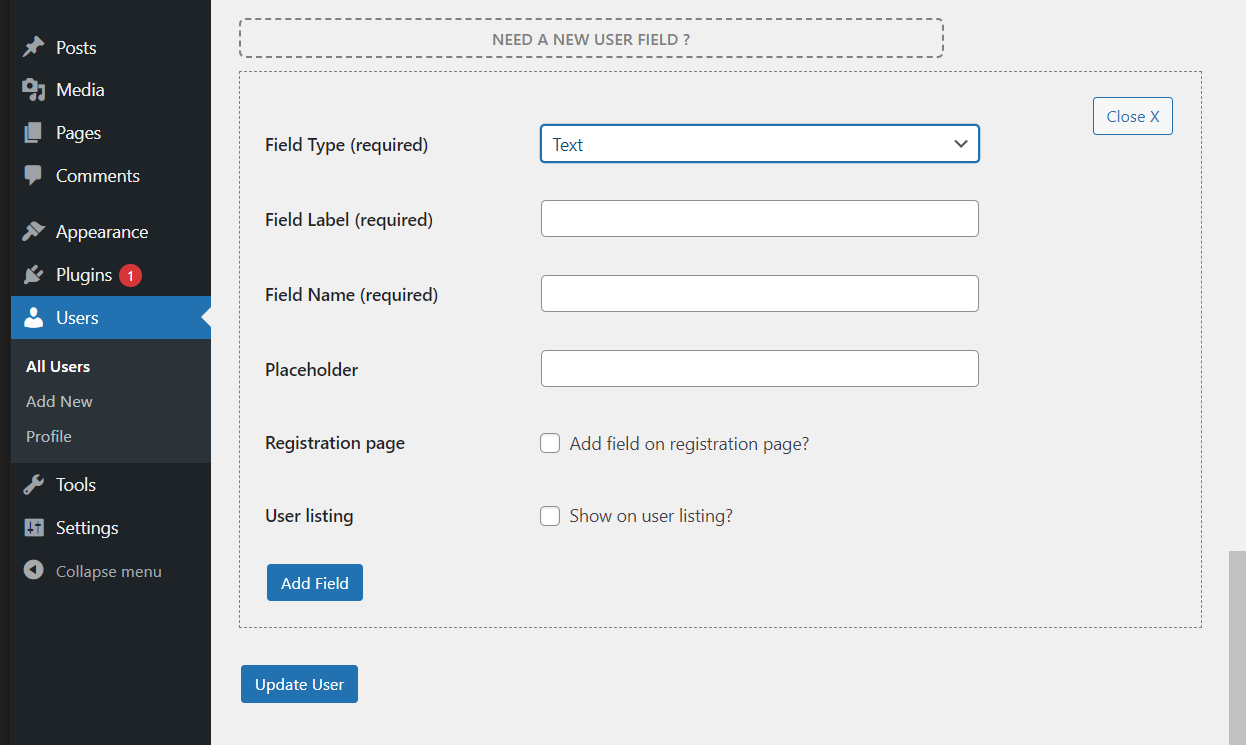 Posts
Media
Pages
Comments
Appearance
Plugins 1
Users
All Users
Add New
Profile
Tools
Settings
Collapse menu
NEED A NEW USER FIELD ?
Close X
Field Type (required) Text
Field Label (required)
Field Name (required)
Placeholder
Registration page Add field on registration page?
User listing Show on user listing?
Add Field
Update User